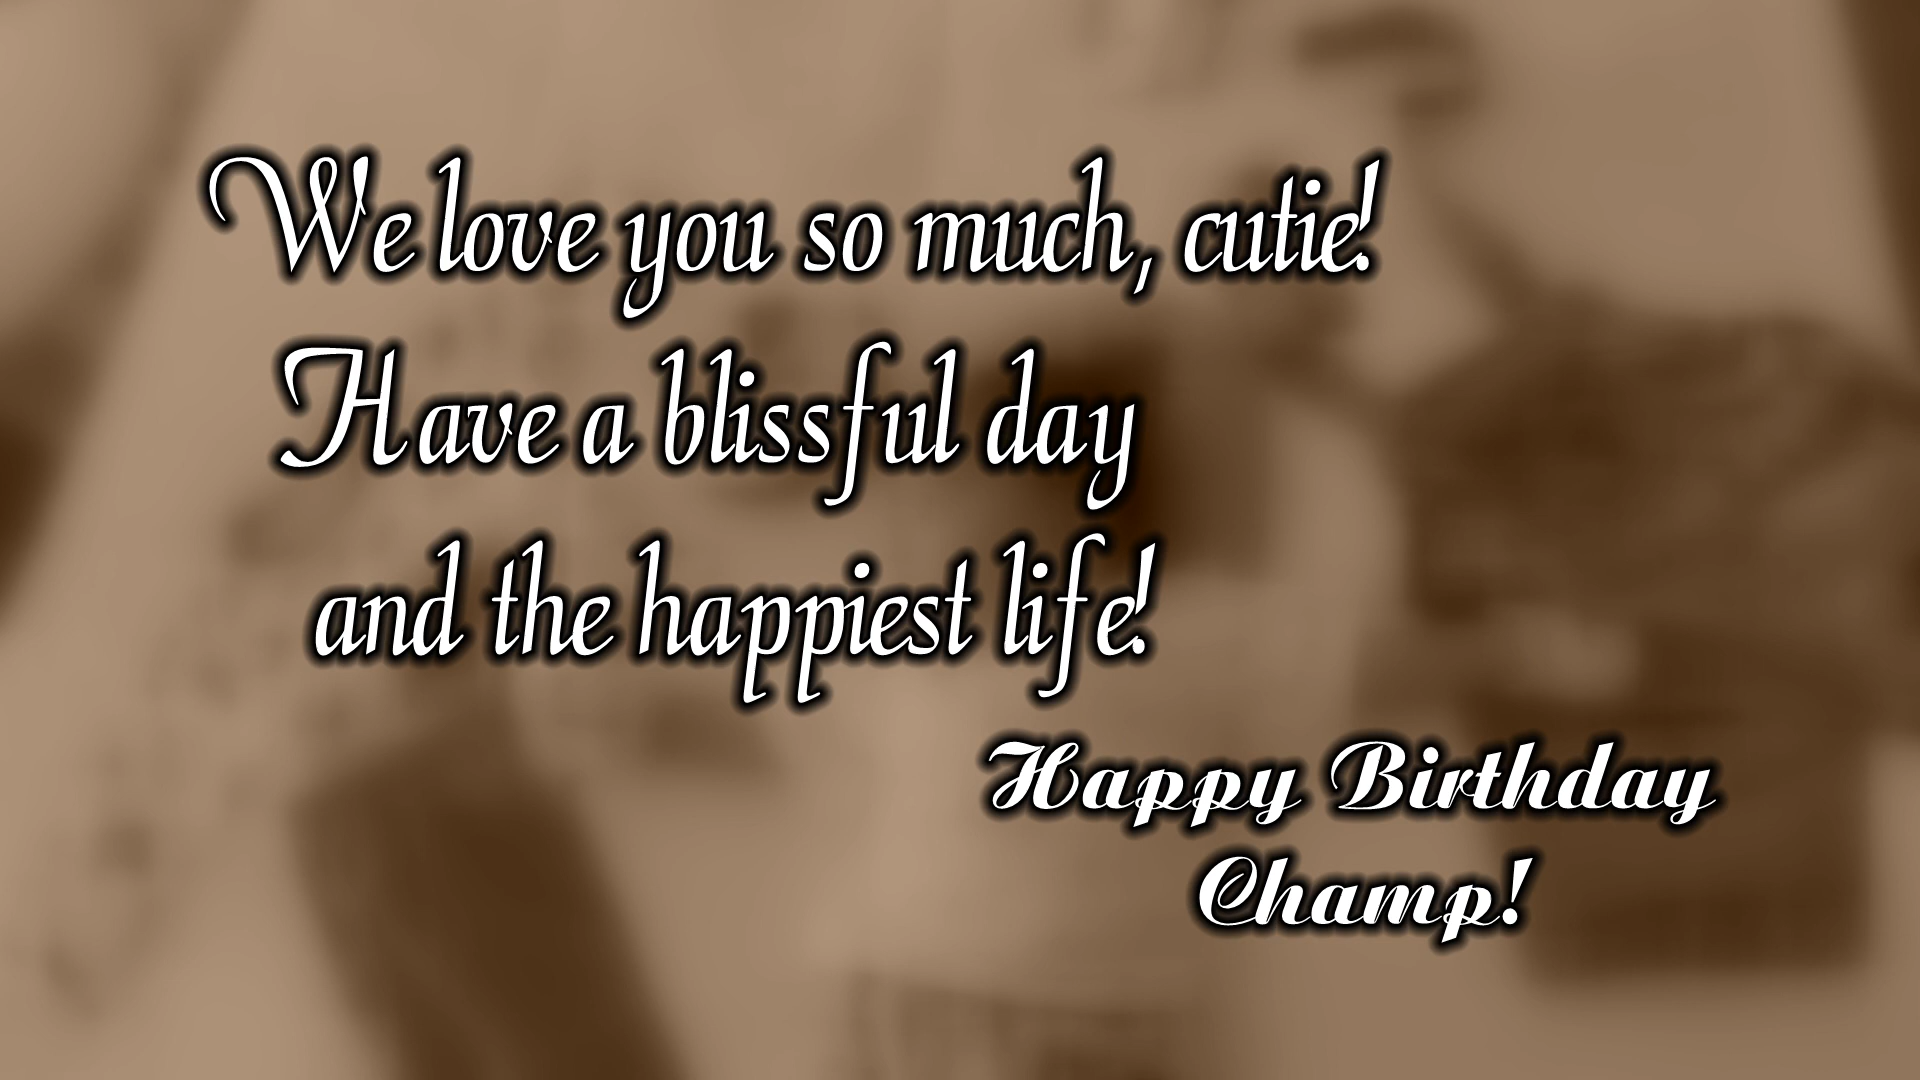 We love you so much, cutie!
Have a blissful day
and the happiest life!
Happy Birthday
Champ!